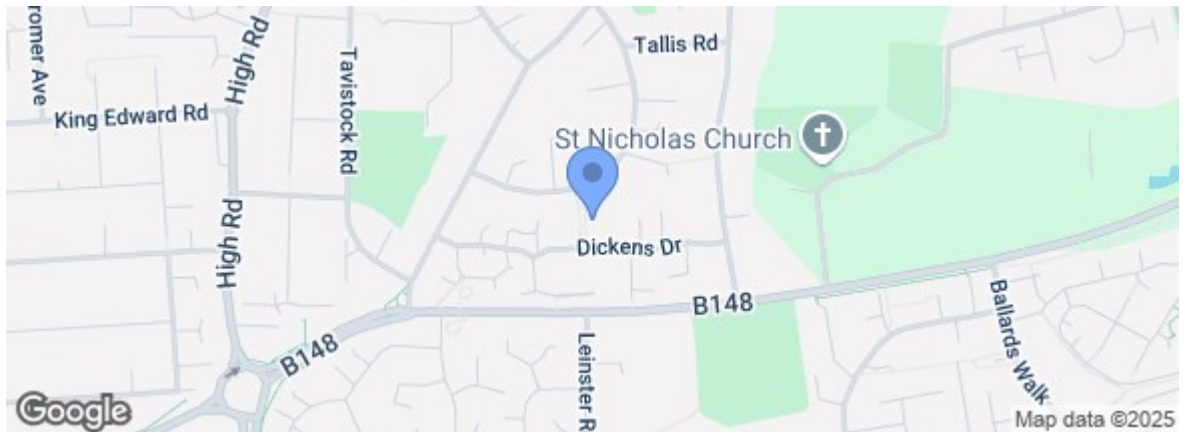 romer Ave
King Edward Rd
High Rd
Tavistock Rd
Tallis Rd
St Nicholas Church
High Rd
Dickens Dr
B148
B148
Leinster R
Ballards Walk
Google
Map data ©2025